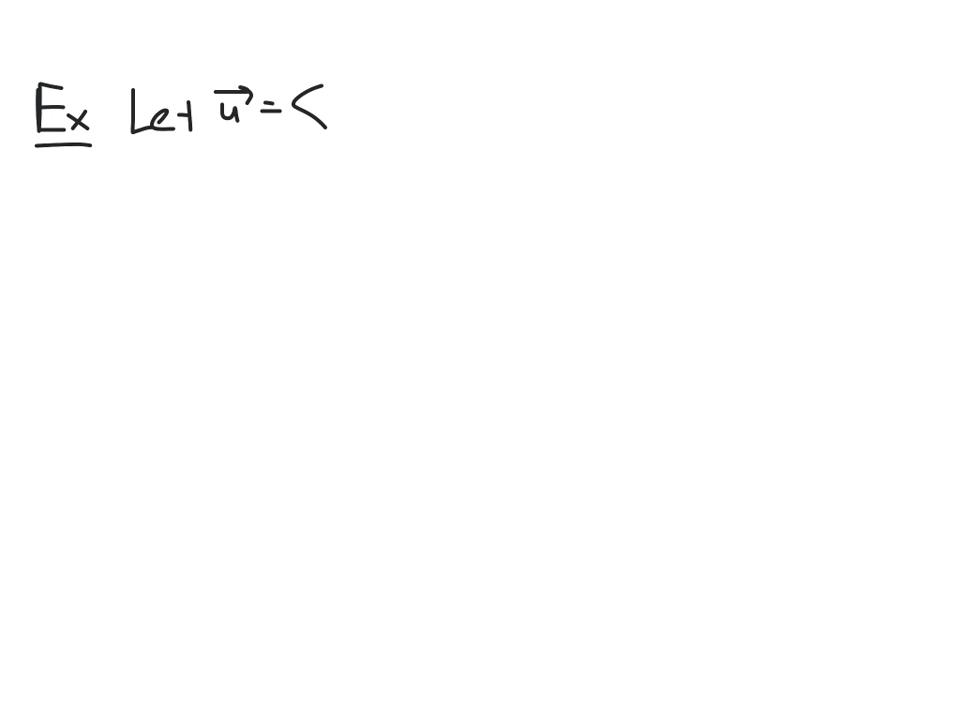 Ex Let u⃗ = <